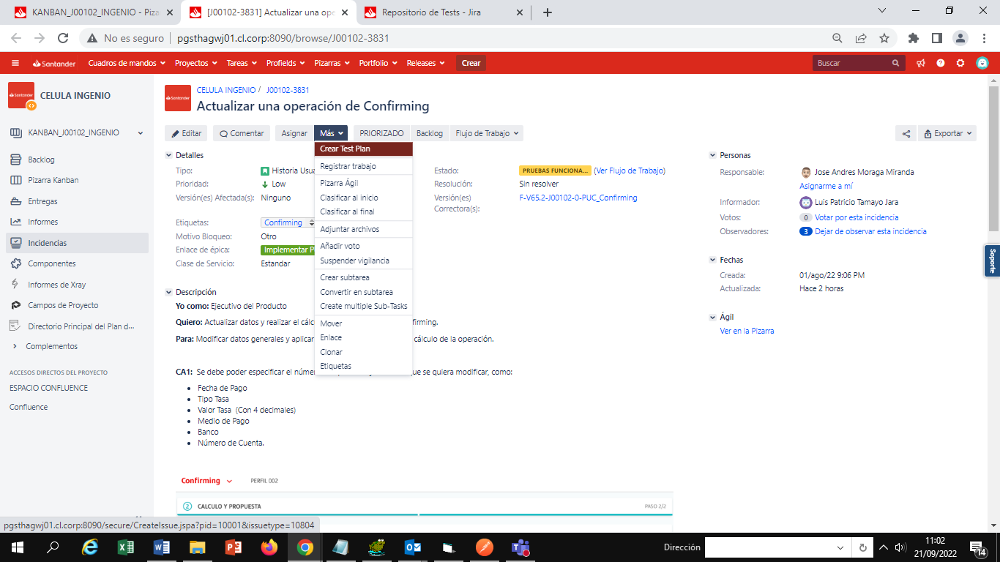 KANBAN_J00102_INGENIO - Piza
[J00102-3831] Actualizar una ope
Repositorio de Tests - Jira
No es seguro
pgsthagwj01.cl.corp:8090/browse/J00102-3831
Santander
Cuadros de mandos
Proyectos
Tareas
Profields
Pizarras
Portfolio
Releases
Crear
Buscar
Santander
CELULA INGENIO
KANBAN_J00102_INGENIO
Backlog
Pizarra Kanban
Entregas
Informes
Incidencias
Componentes
Informes de Xray
Campos de Proyecto
Directorio Principal del Plan d...
Complementos
ACCESOS DIRECTOS DEL PROYECTO
ESPACIO CONFLUENCE
Confluence
Santander
CELULA INGENIO / J00102-3831
Actualizar una operación de Confirming
Editar
Comentar
Asignar
Más
PRIORIZADO
Backlog
Flujo de Trabajo
Exportar
Crear Test Plan
Registrar trabajo
Pizarra Ágil
Clasificar al inicio
Clasificar al final
Adjuntar archivos
Añadir voto
Suspender vigilancia
Crear subtarea
Convertir en subtarea
Create multiple Sub-Tasks
Mover
Enlace
Clonar
Etiquetas
Detalles
Tipo: Historia Usua
Prioridad: Low
Versión(es) Afectada(s): Ninguno
Etiquetas: Confirming
Motivo Bloqueo: Otro
Enlace de épica: Implementar P
Clase de Servicio: Estandar
Estado: PRUEBAS FUNCIONA... (Ver Flujo de Trabajo)
Resolución: Sin resolver
Versión(es) Correctora(s): F-V65.2-J00102-0-PUC_Confirming
Descripción
Yo como: Ejecutivo del Producto
Quiero: Actualizar datos y realizar el cálc firming.
Para: Modificar datos generales y aplicar cálculo de la operación.
CA1: Se debe poder especificar el númer ue se quiera modificar, como:
Fecha de Pago
Tipo Tasa
Valor Tasa (Con 4 decimales)
Medio de Pago
Banco
Número de Cuenta.
Confirming
PERFIL 002
2 CALCULO Y PROPUESTA
PASO 2/2
Personas
Responsable: Jose Andres Moraga Miranda
Asignarme a mí
Informador: Luis Patricio Tamayo Jara
Votos: 0 Votar por esta incidencia
Observadores: 3 Dejar de observar esta incidencia
Fechas
Creada: 01/ago/22 9:06 PM
Actualizada: Hace 2 horas
Ágil
Ver en la Pizarra
Soporte
pgsthagwj01.cl.corp:8090/secure/CreateIssue.jspa?pid=10001&issuetype=10804
Dirección
11:02
21/09/2022
14